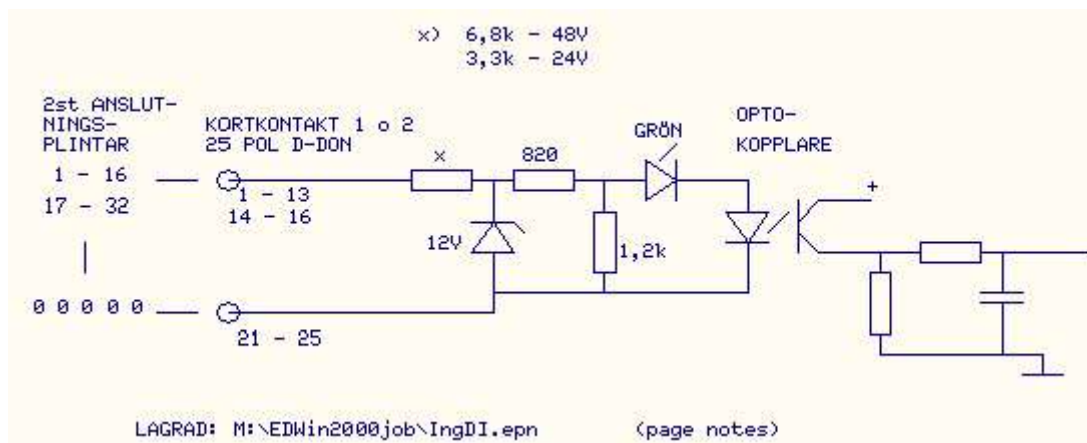 x) 6,8k - 48V
3,3k - 24V
2st ANSLUT-
NINGS-
PLINTAR
1 - 16
17 - 32
0 0 0 0 0
KORTKONTAKT 1 o 2
25 POL D-DON
1 - 13
14 - 16
21 - 25
x
820
12V
1,2k
GRÖN
OPTO-
KOPPLARE
+
LAGRAD: M:\EDWin2000job\IngDI.epn (page notes)